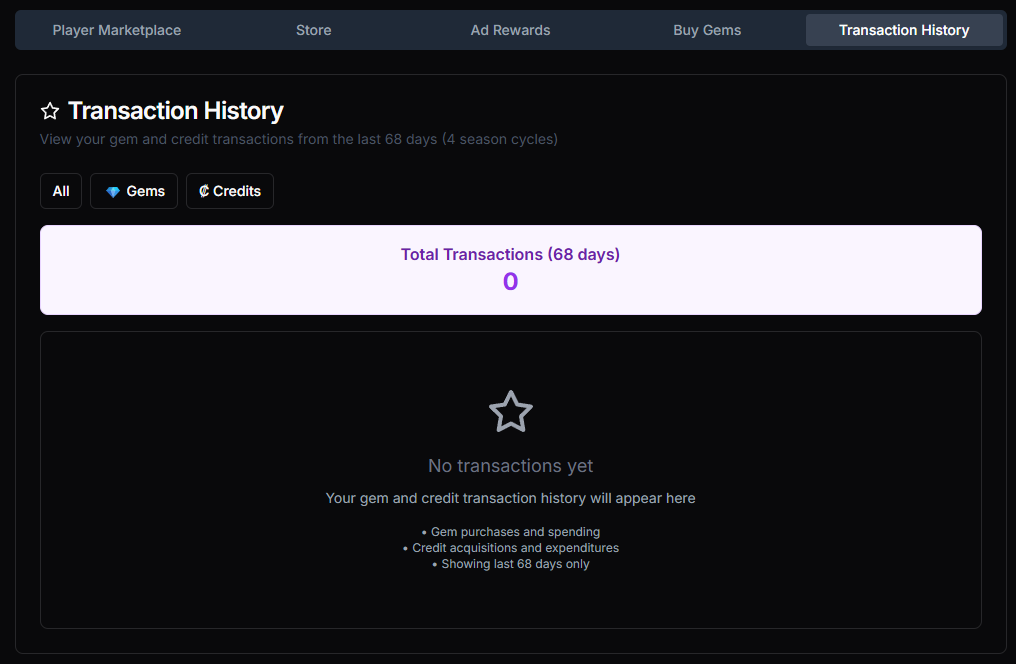 Player Marketplace Store Ad Rewards Buy Gems Transaction History
Transaction History
View your gem and credit transactions from the last 68 days (4 season cycles)
All Gems ₡ Credits
Total Transactions (68 days)
0
No transactions yet
Your gem and credit transaction history will appear here
• Gem purchases and spending
• Credit acquisitions and expenditures
• Showing last 68 days only